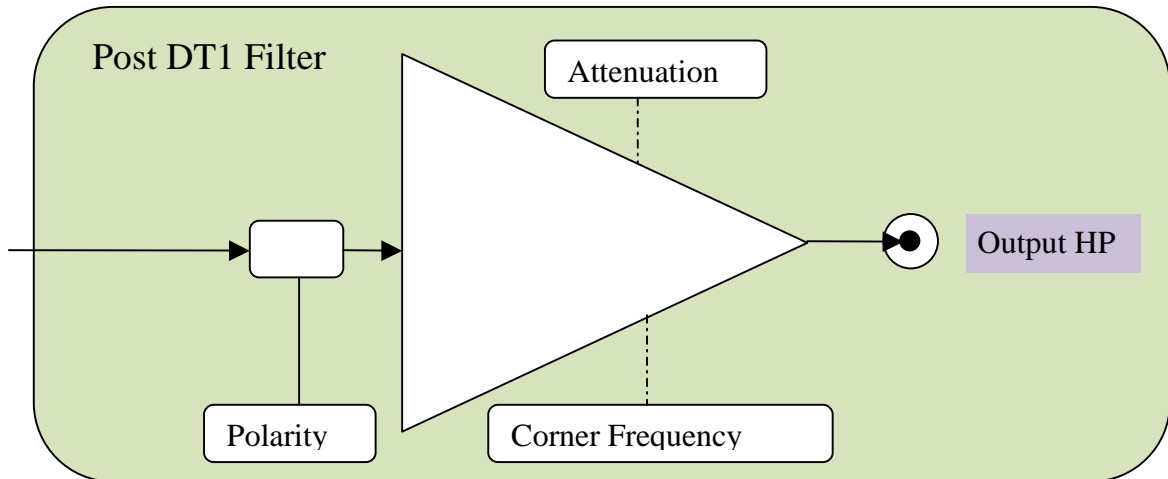 Post DT1 Filter
Attenuation
Output HP
Polarity
Corner Frequency